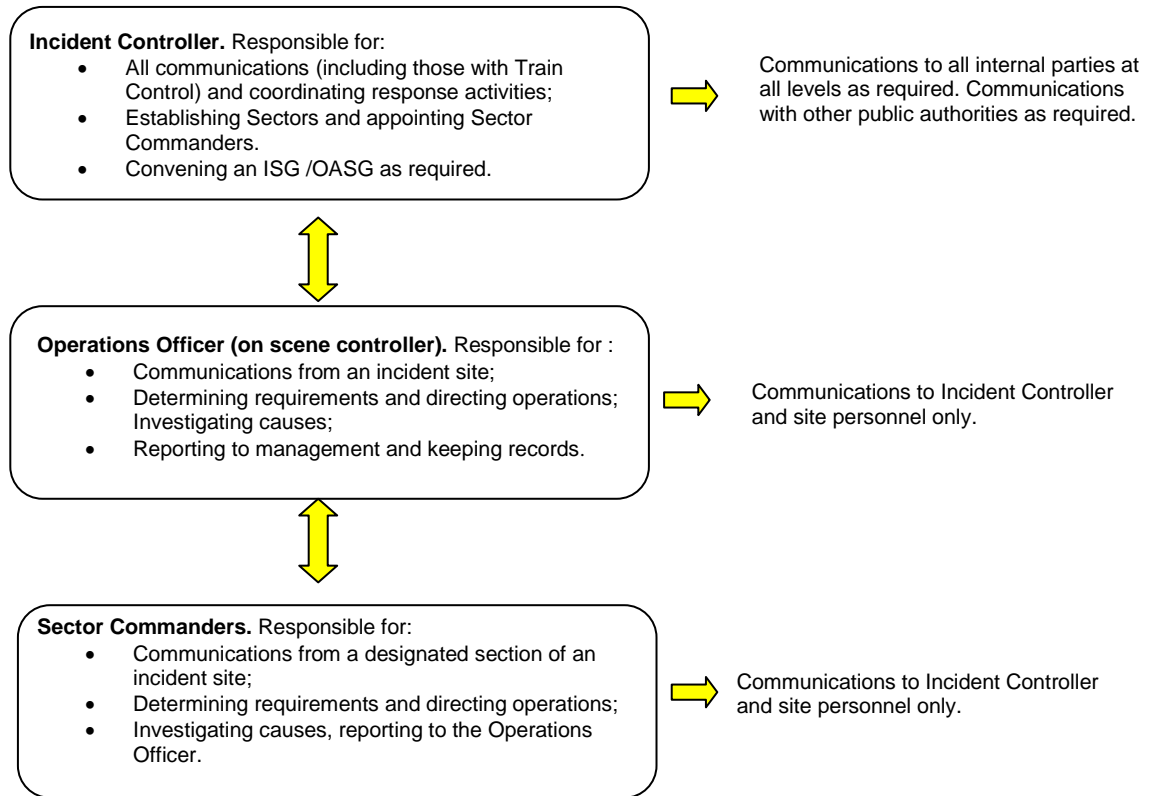 Incident Controller. Responsible for:
• All communications (including those with Train
Control) and coordinating response activities;
• Establishing Sectors and appointing Sector
Commanders.
• Convening an ISG /OASG as required.
Communications to all internal parties at
all levels as required. Communications
with other public authorities as required.
Operations Officer (on scene controller). Responsible for :
• Communications from an incident site;
• Determining requirements and directing operations;
Investigating causes;
• Reporting to management and keeping records.
Communications to Incident Controller
and site personnel only.
Sector Commanders. Responsible for:
• Communications from a designated section of an
incident site;
• Determining requirements and directing operations;
• Investigating causes, reporting to the Operations
Officer.
Communications to Incident Controller
and site personnel only.